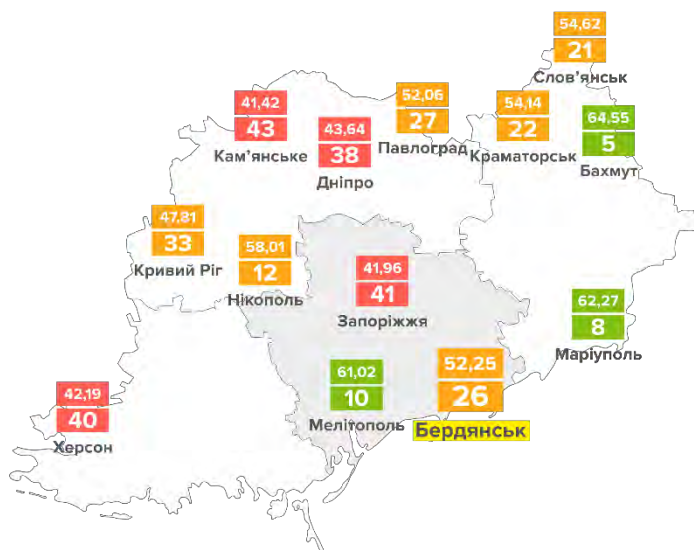 54,62
21
Слов'янськ
41,42
43
Кам'янське
43,64
38
Дніпро
52,06
27
Павлоград
54,14
22
Краматорськ
64,55
5
Бахмут
47,81
33
Кривий Ріг
58,01
12
Нікополь
41,96
41
Запоріжжя
62,27
8
Маріуполь
42,19
40
Херсон
61,02
10
Мелітополь
52,25
26
Бердянськ